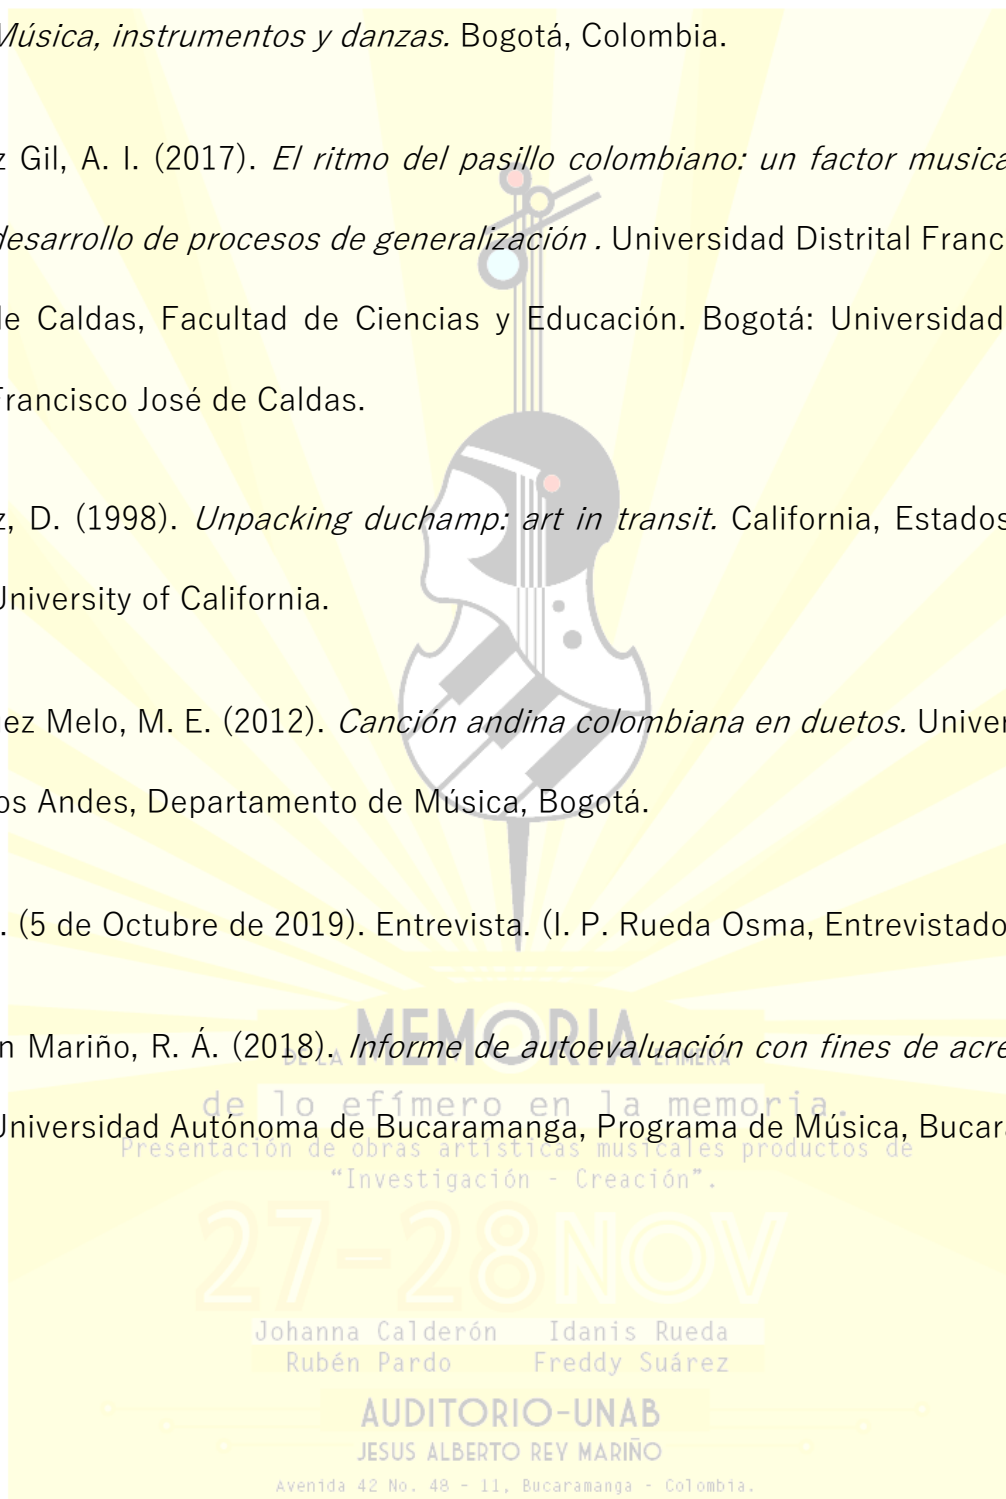 Música, instrumentos y danzas. Bogotá, Colombia.
z Gil, A. I. (2017). El ritmo del pasillo colombiano: un factor musica
desarrollo de procesos de generalización . Universidad Distrital Franc
de Caldas, Facultad de Ciencias y Educación. Bogotá: Universidad
Francisco José de Caldas.
z, D. (1998). Unpacking duchamp: art in transit. California, Estados
University of California.
ez Melo, M. E. (2012). Canción andina colombiana en duetos. Univer
os Andes, Departamento de Música, Bogotá.
. (5 de Octubre de 2019). Entrevista. (I. P. Rueda Osma, Entrevistado
n Mariño, R. Á. (2018). Informe de autoevaluación con fines de acre
Universidad Autónoma de Bucaramanga, Programa de Música, Bucara
DE LA MEMORIA EFÍMERA
de lo efímero en la memoria.
Presentación de obras artísticas musicales productos de
“Investigación - Creación”.
27-28 NOV
Johanna Calderón Idanis Rueda
Rubén Pardo Freddy Suárez
AUDITORIO-UNAB
JESUS ALBERTO REY MARIÑO
Avenida 42 No. 48 - 11, Bucaramanga - Colombia.